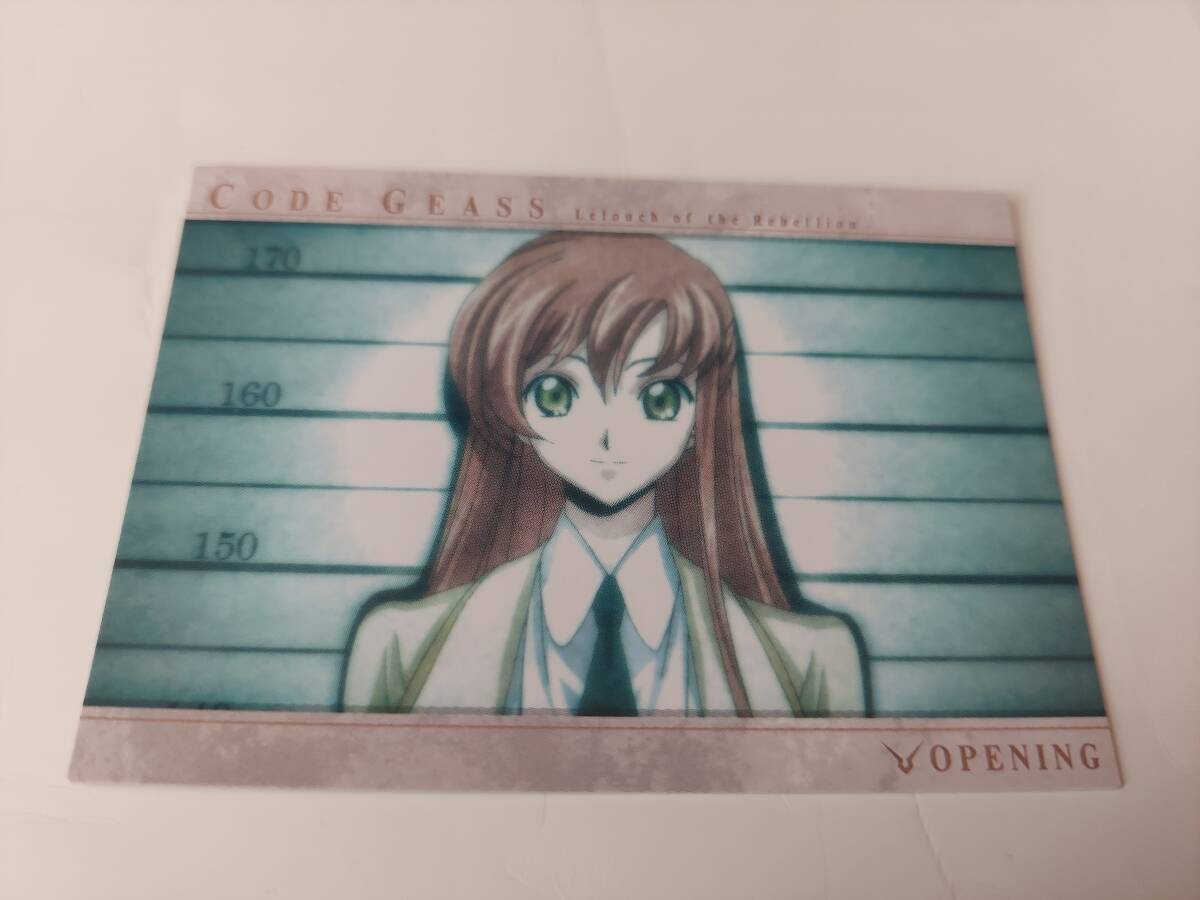 CODE GEASS Lelouch of the Rebellion
170
160
150
OPENING